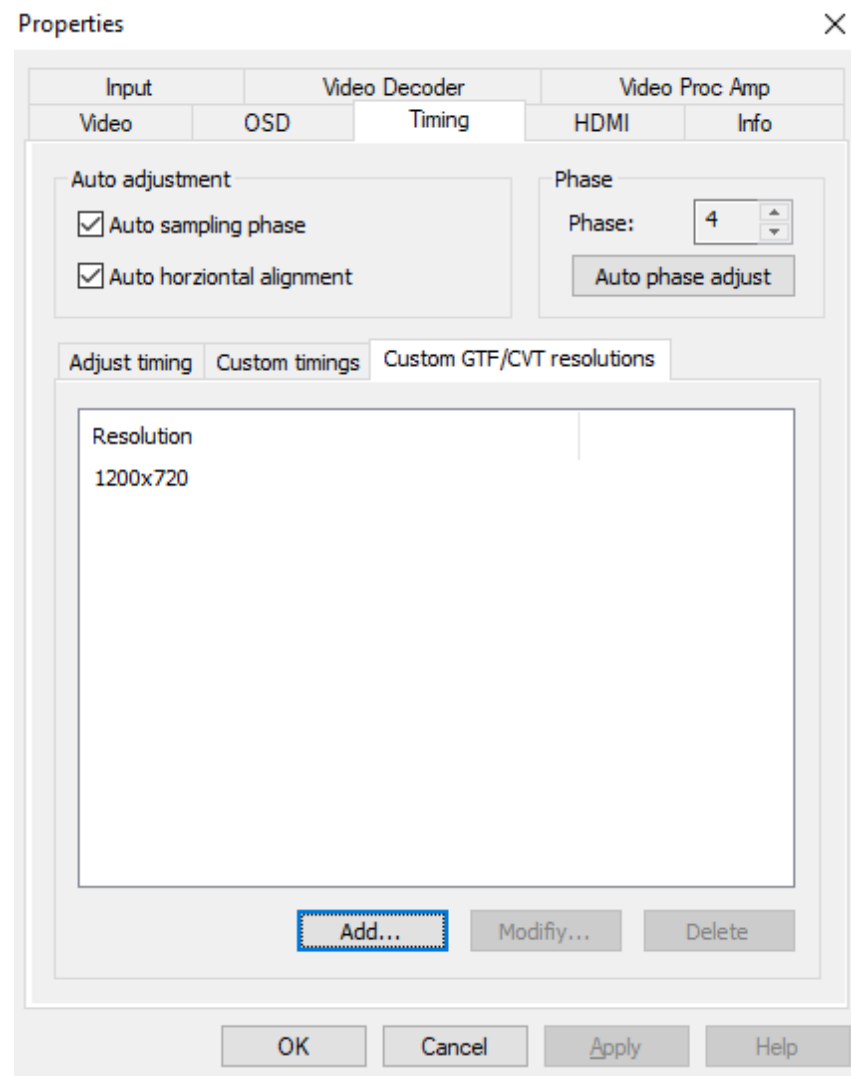 Properties
Input Video Decoder Video Proc Amp
Video OSD Timing HDMI Info
Auto adjustment
Auto sampling phase
Auto horziontal alignment
Phase
Phase: 4
Auto phase adjust
Adjust timing Custom timings Custom GTF/CVT resolutions
Resolution
1200x720
Add... Modifiy... Delete
OK Cancel Apply Help